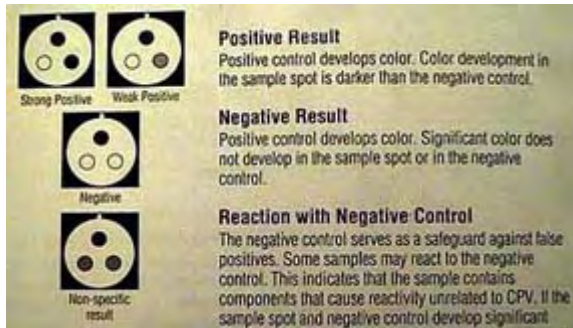 Strong Positive
Weak Positive
Positive Result
Positive control develops color. Color development in
the sample spot is darker than the negative control.
Negative
Negative Result
Positive control develops color. Significant color does
not develop in the sample spot or in the negative
control.
Non-specific
result
Reaction with Negative Control
The negative control serves as a safeguard against false
positives. Some samples may react to the negative
control. This indicates that the sample contains
components that cause reactivity unrelated to CPV. If the
sample spot and negative control develop significant